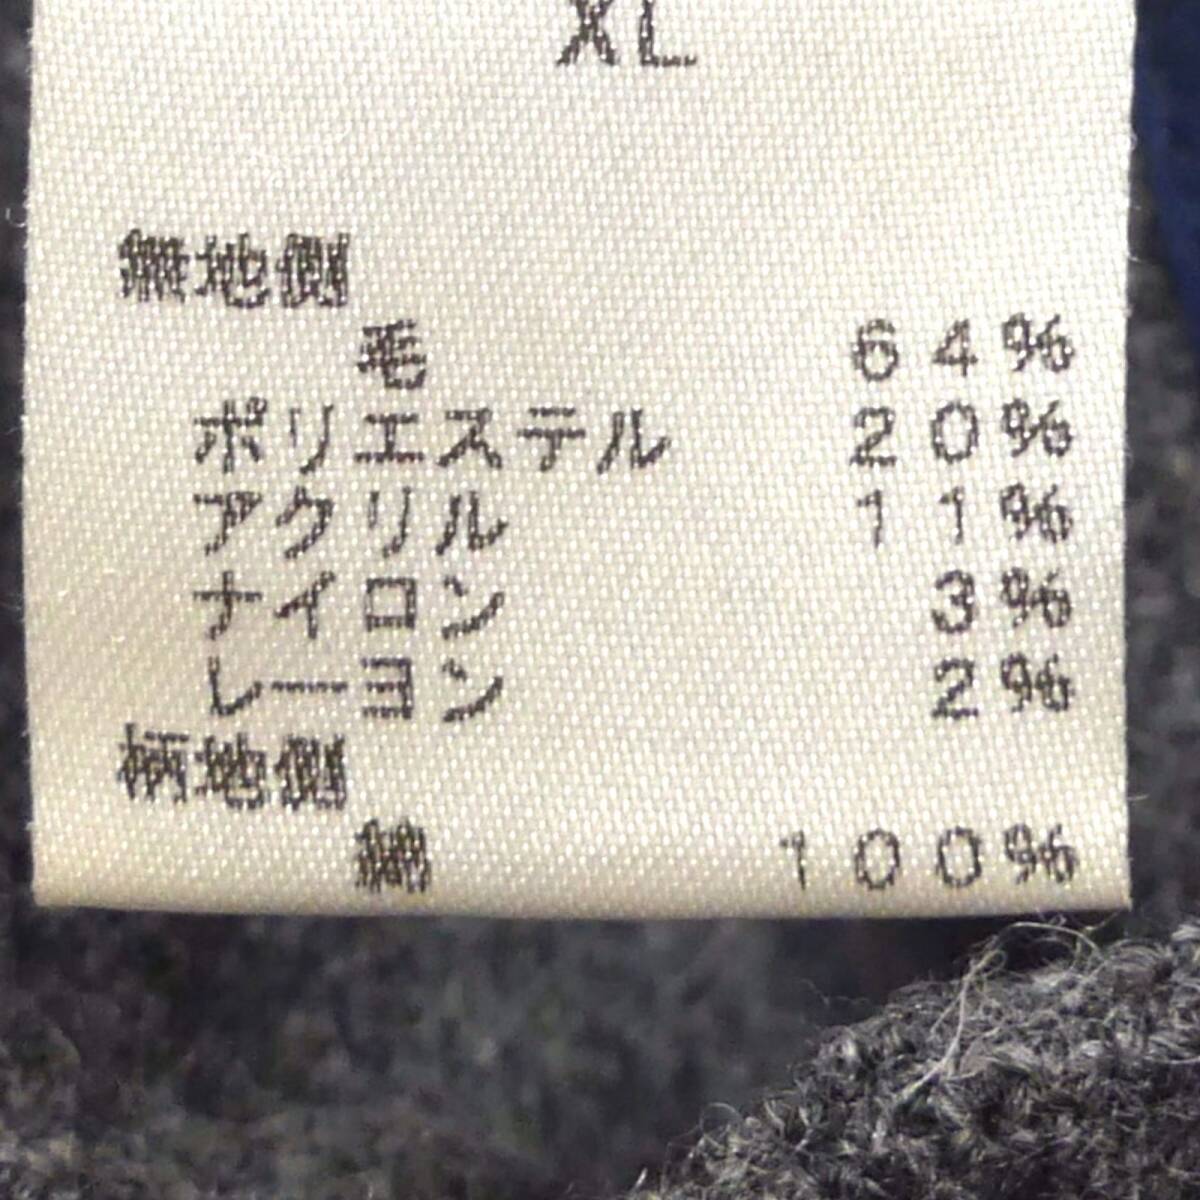 XL
無地側
毛 64%
ポリエステル 20%
アクリル 11%
ナイロン 3%
レーヨン 2%
柄地側
綿 100%